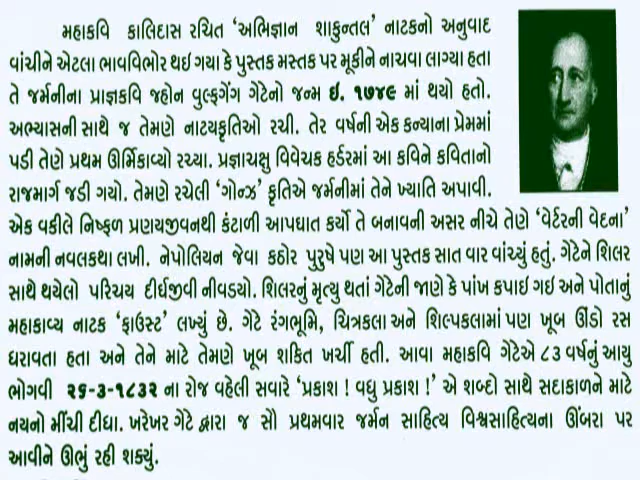 મહાકવિ કાલિદાસ રચિત ‘અભિજ્ઞાન શાકુન્તલ’ નાટકનો અનુવાદ
વાંચીને એટલા ભાવવિભોર થઇ ગયા કે પુસ્તક મસ્તક પર મૂકીને નાચવા લાગ્યા હતા
તે જર્મનીના પ્રાજ્ઞકવિ જહોન વુલ્ફગેંગ ગેટેનો જન્મ ઇ. ૧૭૪૯ માં થયો હતો.
અભ્યાસની સાથે જ તેમણે નાટયકૃતિઓ રચી. તેર વર્ષની એક કન્યાના પ્રેમમાં
પડી તેણે પ્રથમ ઊર્મિકાવ્યો રચ્યા. પ્રજ્ઞાચક્ષુ વિવેચક હર્ડરમાં આ કવિને કવિતાનો
રાજમાર્ગ જડી ગયો. તેમણે રચેલી ‘ગોન્ઝ’ કૃતિએ જર્મનીમાં તેને ખ્યાતિ અપાવી.
એક વકીલે નિષ્ફળ પ્રણયજીવનથી કંટાળી આપઘાત કર્યો તે બનાવની અસર નીચે તેણે ‘વેર્ટરની વેદના’
નામની નવલકથા લખી. નેપોલિયન જેવા કઠોર પુરુષે પણ આ પુસ્તક સાત વાર વાંચ્યું હતું. ગેટેને શિલર
સાથે થયેલો પરિચય દીર્ઘજીવી નીવડયો. શિલરનું મૃત્યુ થતાં ગેટેની જાણે કે પાંખ કપાઇ ગઇ અને પોતાનું
મહાકાવ્ય નાટક ‘ફાઉસ્ટ’ લખ્યું છે. ગેટે રંગભૂમિ, ચિત્રકલા અને શિલ્પકલામાં પણ ખૂબ ઊંડો રસ
ધરાવતા હતા અને તેને માટે તેમણે ખૂબ શક્તિ ખર્ચી હતી. આવા મહાકવિ ગેટેએ ૮૩ વર્ષનું આયુ
ભોગવી ૨૬-૩-૧૮૩૨ ના રોજ વહેલી સવારે ‘પ્રકાશ ! વધુ પ્રકાશ !’ એ શબ્દો સાથે સદાકાળને માટે
નયનો મીંચી દીધા. ખરેખર ગેટે દ્વારા જ સૌ પ્રથમવાર જર્મન સાહિત્ય વિશ્વસાહિત્યના ઊંબરા પર
આવીને ઊભું રહી શક્યું.